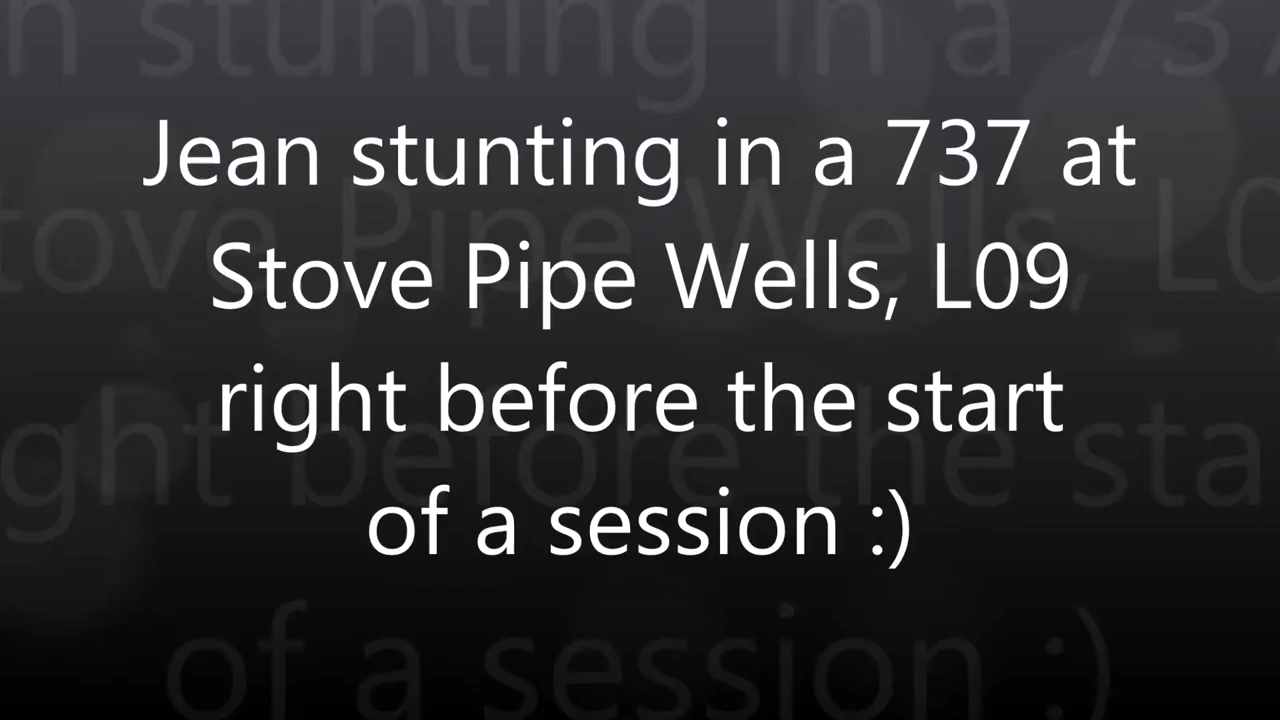 Jean stunting in a 737 at
Stove Pipe Wells, L09
right before the start
of a session :)